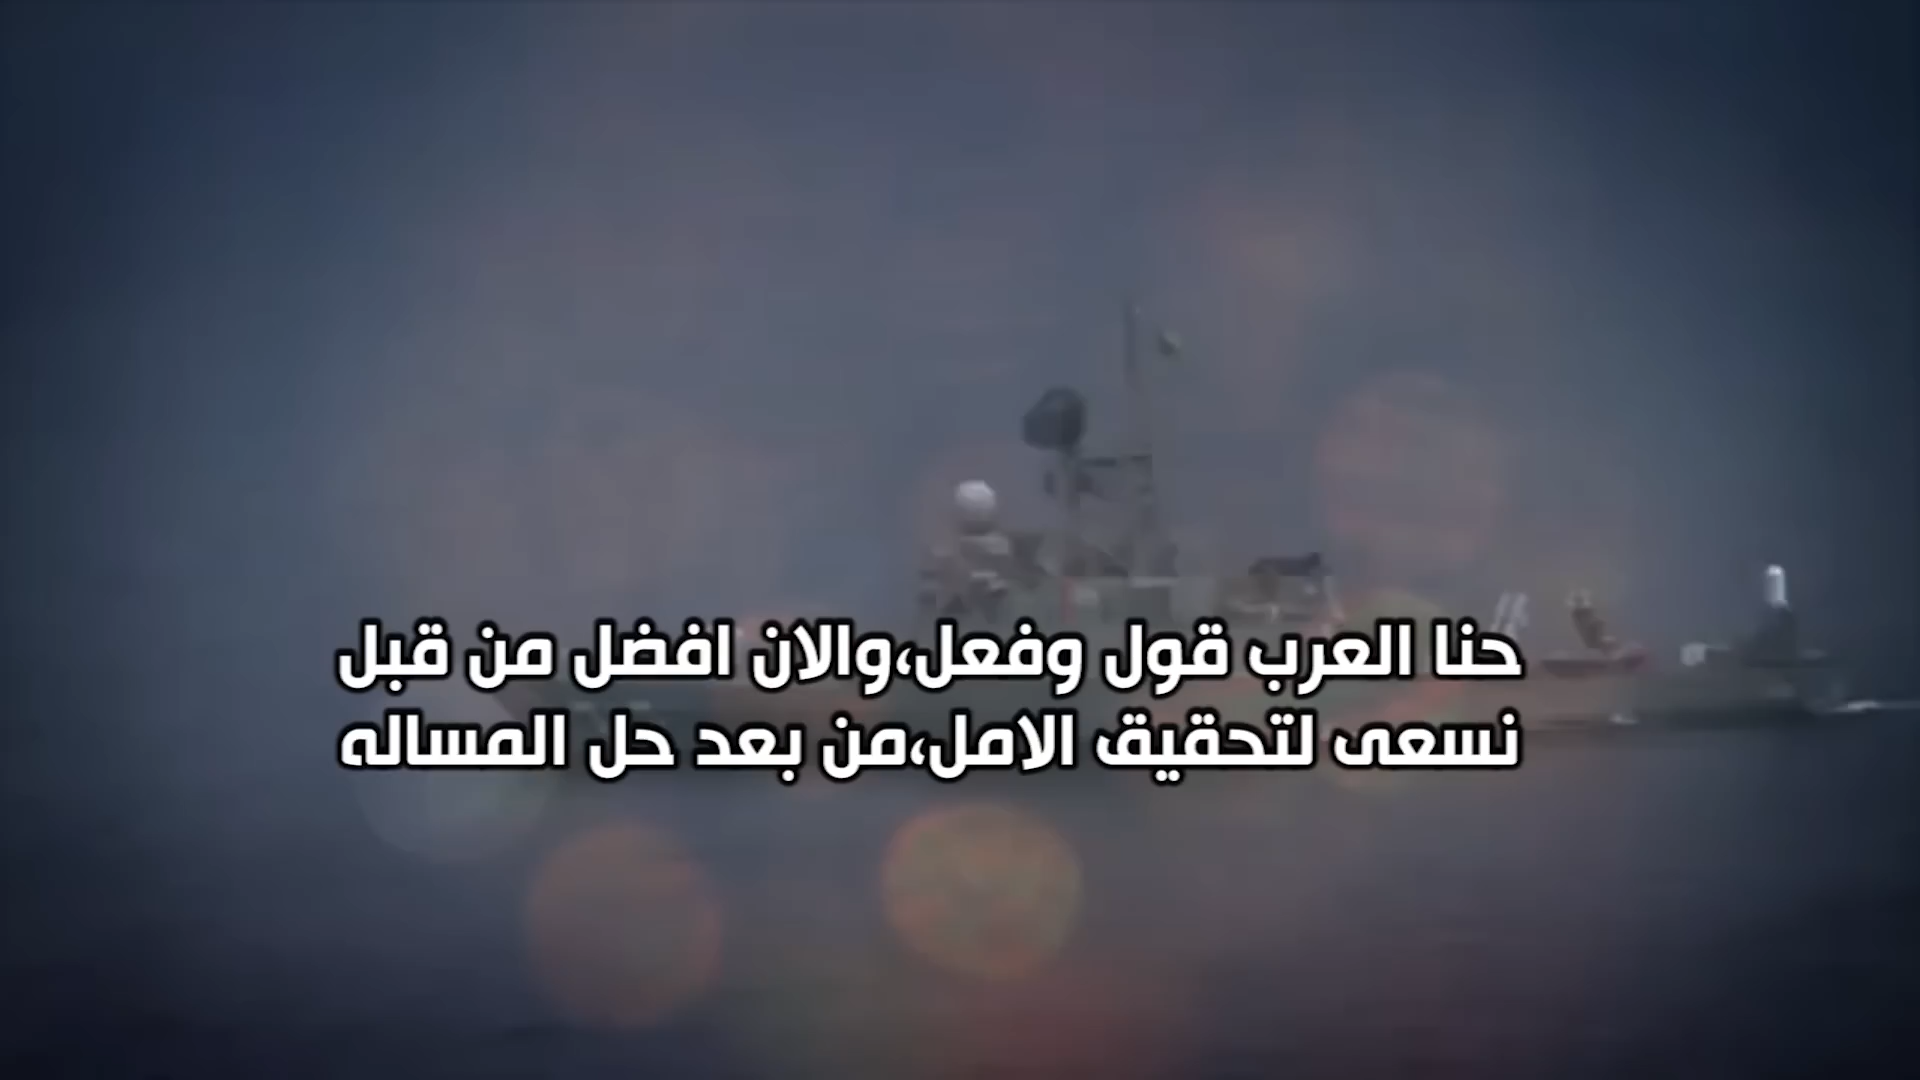 حنا العرب قول وفعل،والان افضل من قبل
نسعى لتحقيق الامل،من بعد حل المساله